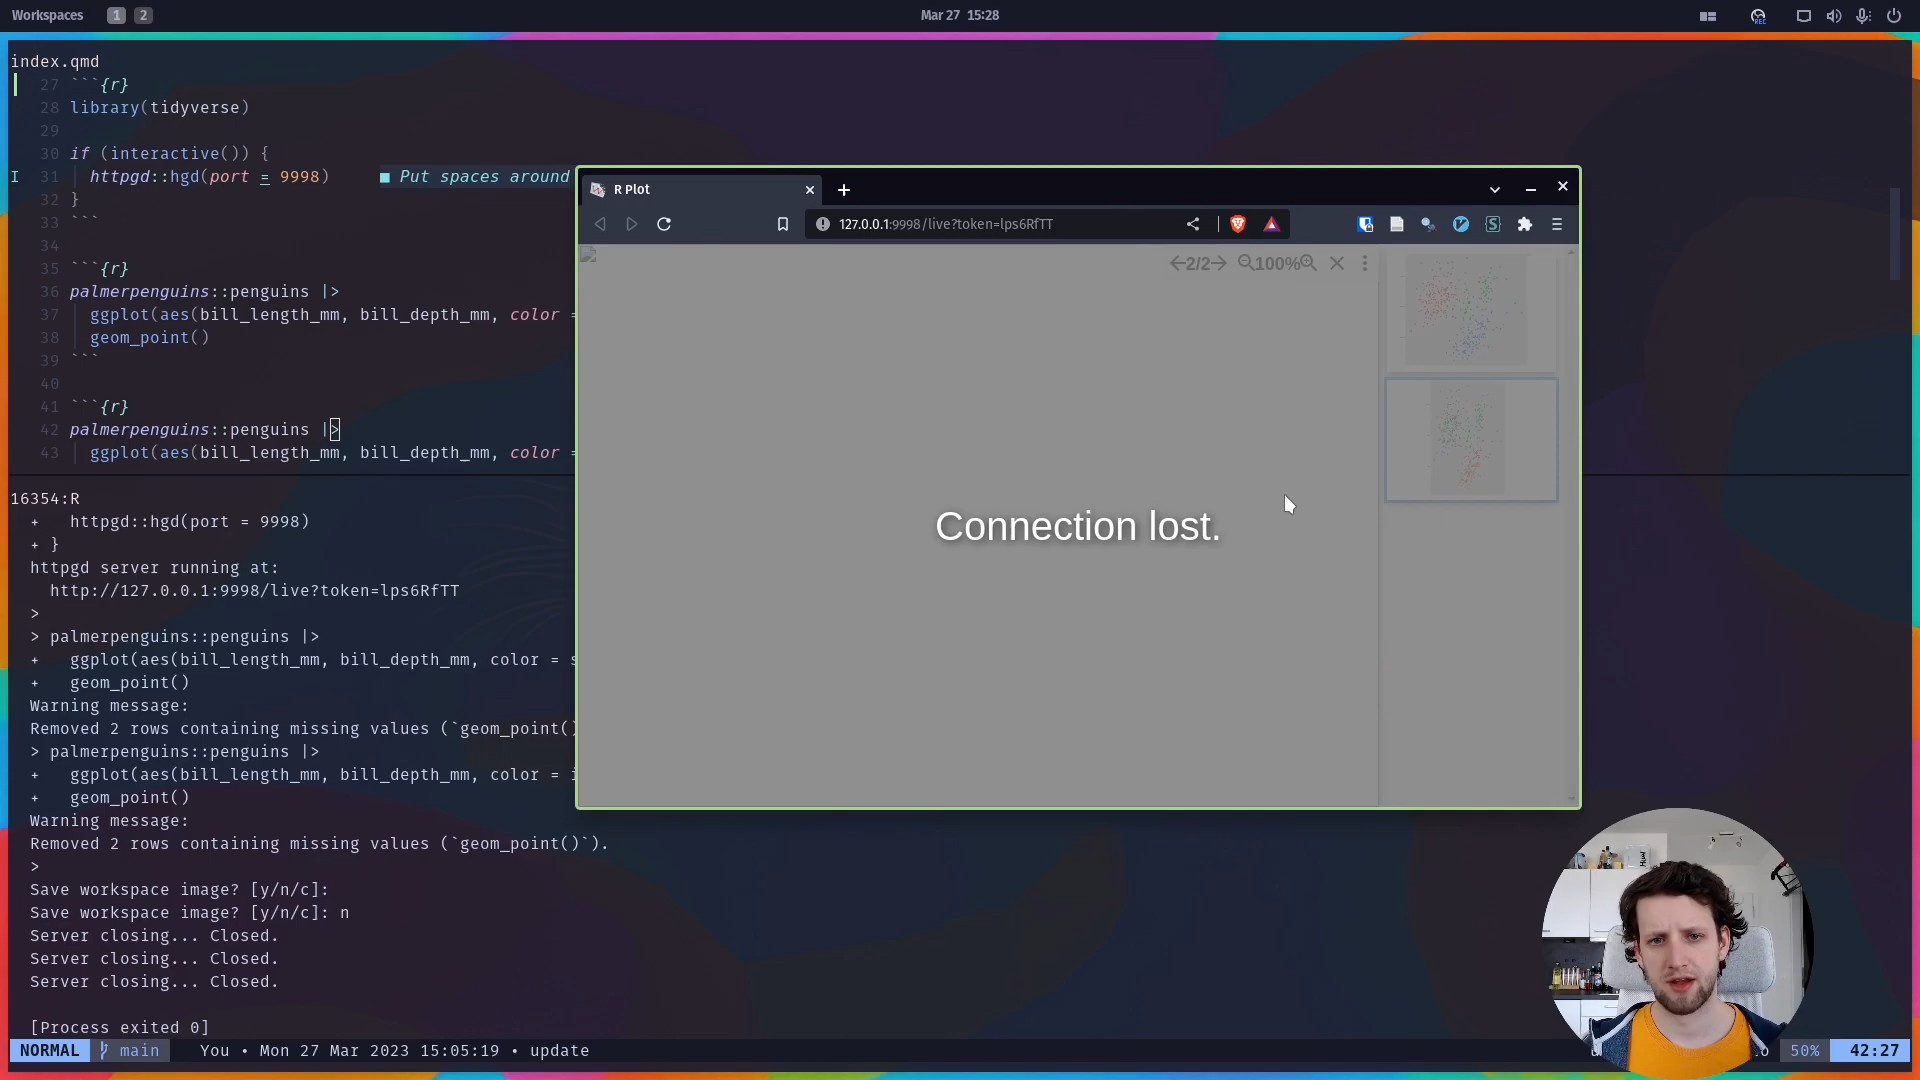 Workspaces 1 2 Mar 27 15:28 REC
index.qmd
27 ```{r}
28 library(tidyverse)
29
30 if (interactive()) {
31 httpgd::hgd(port = 9998) ■ Put spaces around
32 }
33 ```
34
35 ```{r}
36 palmerpenguins::penguins |>
37 ggplot(aes(bill_length_mm, bill_depth_mm, color =
38 geom_point()
39 ```
40
41 ```{r}
42 palmerpenguins::penguins |>
43 ggplot(aes(bill_length_mm, bill_depth_mm, color =
R Plot
127.0.0.1:9998/live?token=lps6RfTT
2/2 100%
Connection lost.
16354:R
+ httpgd::hgd(port = 9998)
+ }
httpgd server running at:
http://127.0.0.1:9998/live?token=lps6RfTT
>
> palmerpenguins::penguins |>
+ ggplot(aes(bill_length_mm, bill_depth_mm, color = s
+ geom_point()
Warning message:
Removed 2 rows containing missing values (`geom_point()
> palmerpenguins::penguins |>
+ ggplot(aes(bill_length_mm, bill_depth_mm, color = i
+ geom_point()
Warning message:
Removed 2 rows containing missing values (`geom_point()`).
>
Save workspace image? [y/n/c]:
Save workspace image? [y/n/c]: n
Server closing... Closed.
Server closing... Closed.
Server closing... Closed.
[Process exited 0]
NORMAL main You • Mon 27 Mar 2023 15:05:19 • update 50% 42:27